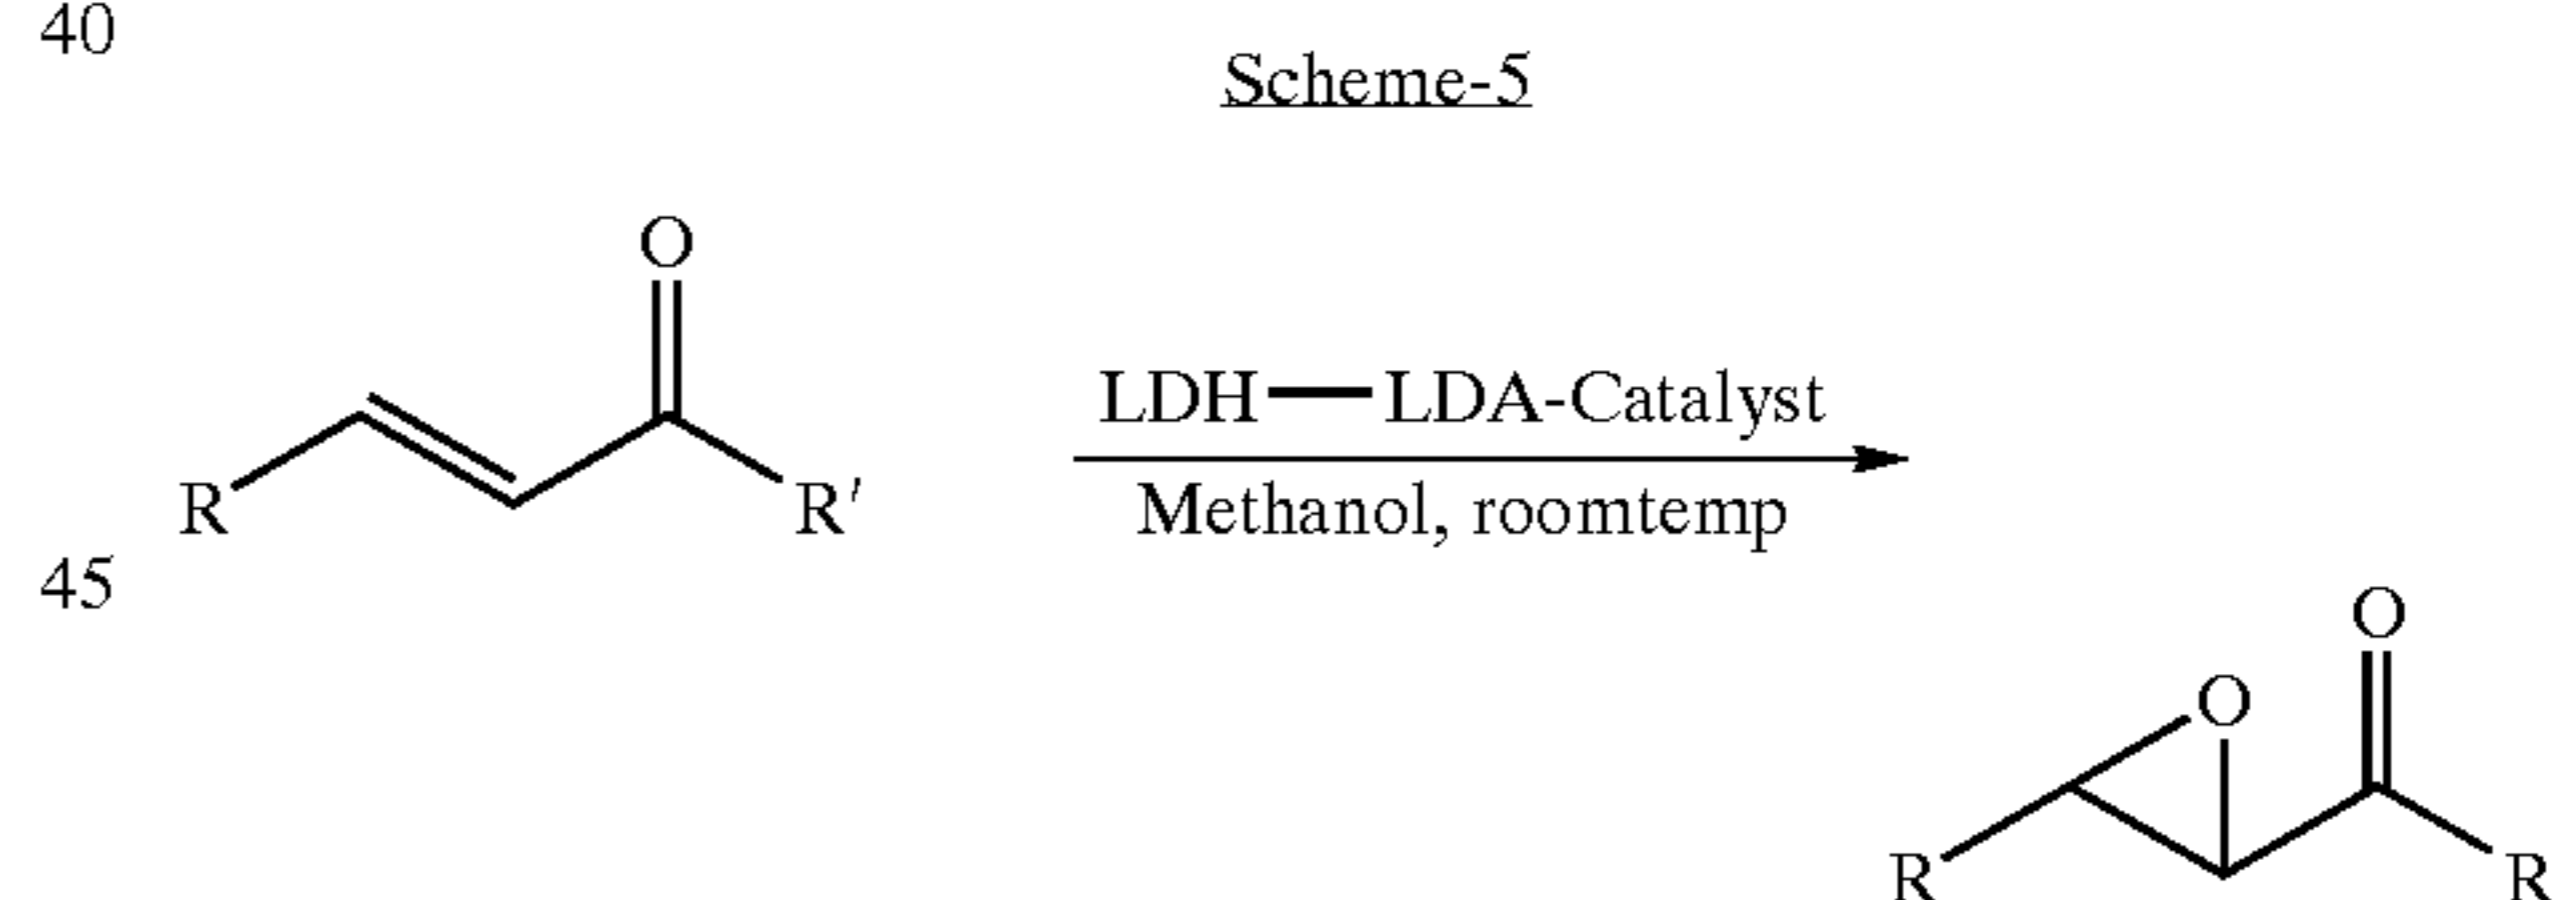 40
Scheme-5
O
LDH—LDA-Catalyst
R R'
Methanol, roomtemp
45
O
O
R R